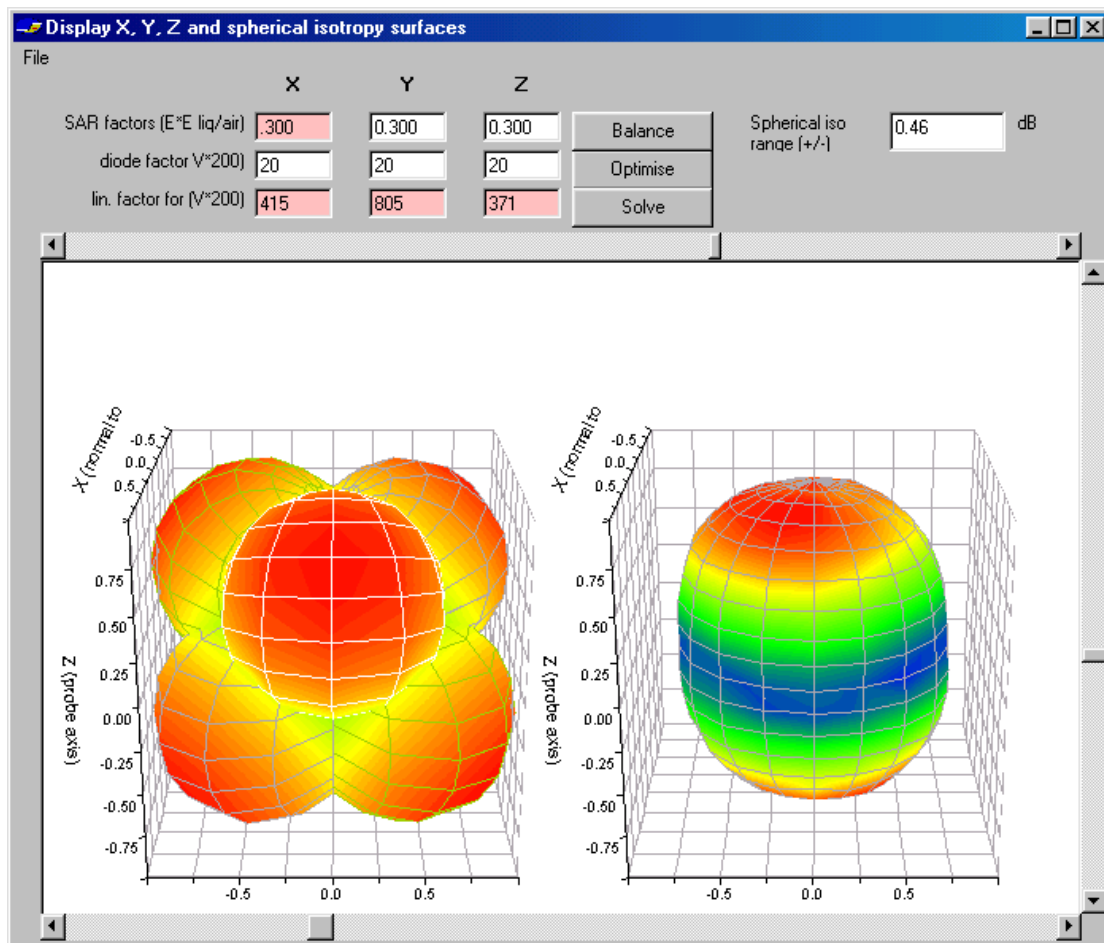 Display X, Y, Z and spherical isotropy surfaces
File
X Y Z
SAR factors (E*E liq/air) .300 0.300 0.300 Balance Spherical iso range (+/-) 0.46 dB
diode factor V*200) 20 20 20 Optimise
lin. factor for (V*200) 415 805 371 Solve
X (normal to
-0.5
0.0
0.5
0.75
0.50
0.25
0.00
-0.25
-0.50
-0.75
Z (probe axis)
-0.5 0.0 0.5
X (normal to
-0.5
0.0
0.5
0.75
0.50
0.25
0.00
-0.25
-0.50
-0.75
Z (probe axis)
-0.5 0.0 0.5